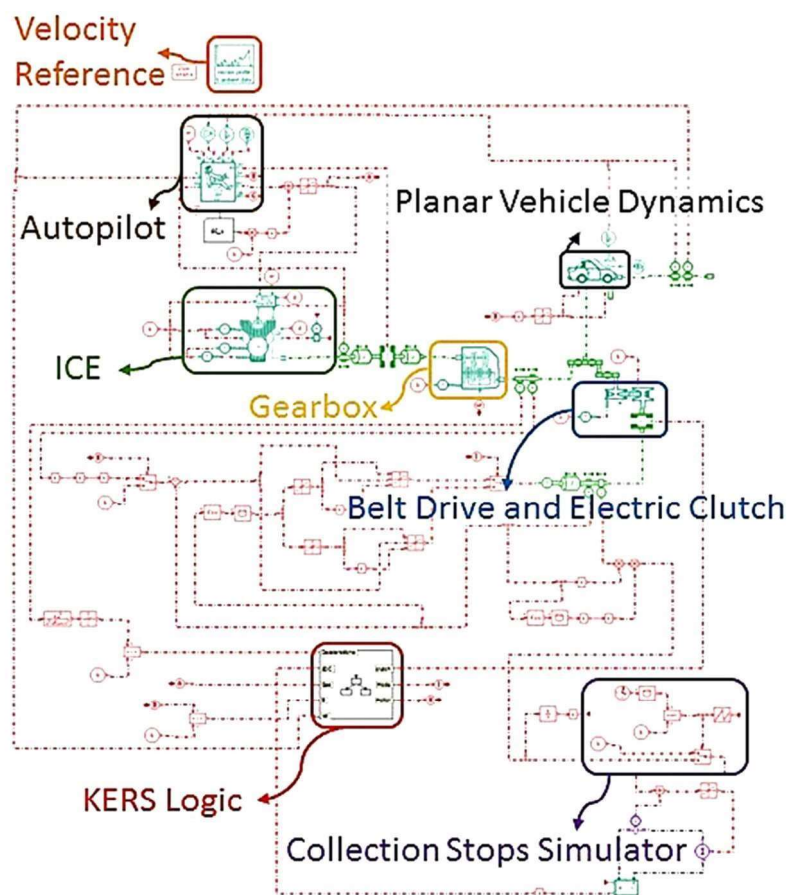 Velocity
Reference
Autopilot
Planar Vehicle Dynamics
ICE
Gearbox
Belt Drive and Electric Clutch
KERS Logic
Collection Stops Simulator